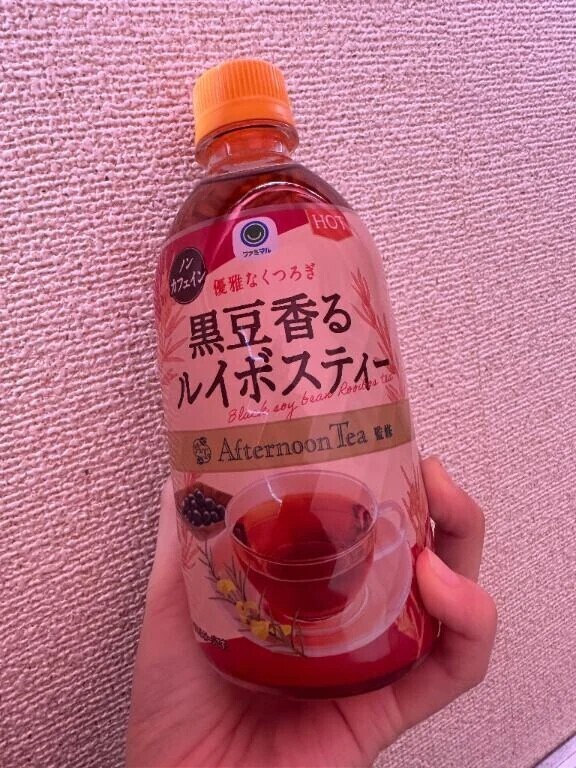 HOT
ファミマル
ノン
カフェイン
優雅なくつろぎ
黒豆香る
ルイボスティー
Black soy bean Rooibos tea
Afternoon Tea 監修